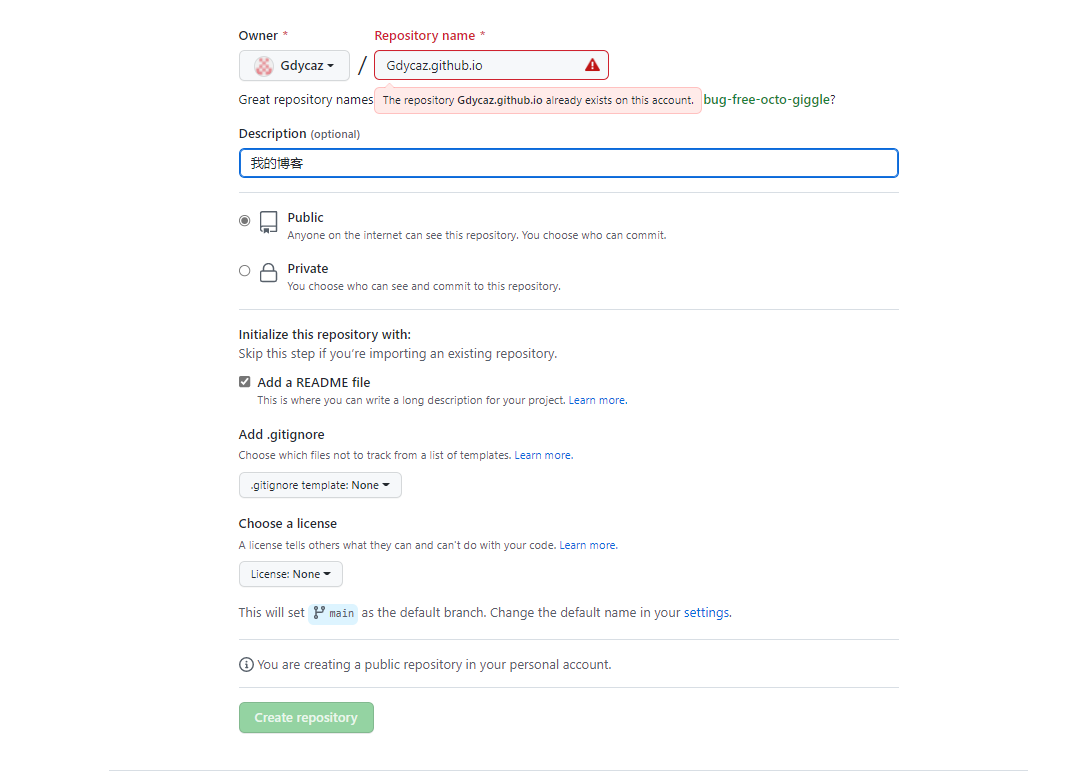 Owner * Repository name *
Gdycaz / Gdycaz.github.io
Great repository names The repository Gdycaz.github.io already exists on this account. bug-free-octo-giggle?
Description (optional)
我的博客
Public
Anyone on the internet can see this repository. You choose who can commit.
Private
You choose who can see and commit to this repository.
Initialize this repository with:
Skip this step if you're importing an existing repository.
Add a README file
This is where you can write a long description for your project. Learn more.
Add .gitignore
Choose which files not to track from a list of templates. Learn more.
.gitignore template: None
Choose a license
A license tells others what they can and can't do with your code. Learn more.
License: None
This will set main as the default branch. Change the default name in your settings.
You are creating a public repository in your personal account.
Create repository